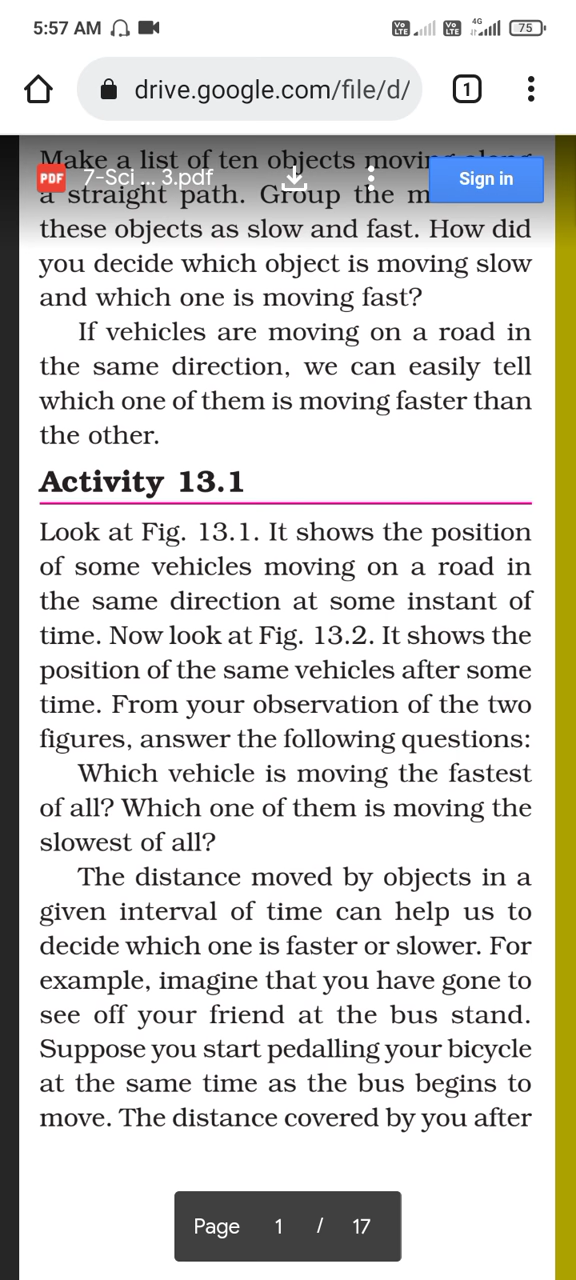 5:57 AM
Vo LTE Vo LTE 4G 75
drive.google.com/file/d/
1
Make a list of ten objects moving along
PDF 7-Sci ... 3.pdf Sign in
a straight path. Group the m
these objects as slow and fast. How did
you decide which object is moving slow
and which one is moving fast?
If vehicles are moving on a road in
the same direction, we can easily tell
which one of them is moving faster than
the other.
Activity 13.1
Look at Fig. 13.1. It shows the position
of some vehicles moving on a road in
the same direction at some instant of
time. Now look at Fig. 13.2. It shows the
position of the same vehicles after some
time. From your observation of the two
figures, answer the following questions:
Which vehicle is moving the fastest
of all? Which one of them is moving the
slowest of all?
The distance moved by objects in a
given interval of time can help us to
decide which one is faster or slower. For
example, imagine that you have gone to
see off your friend at the bus stand.
Suppose you start pedalling your bicycle
at the same time as the bus begins to
move. The distance covered by you after
Page 1 / 17